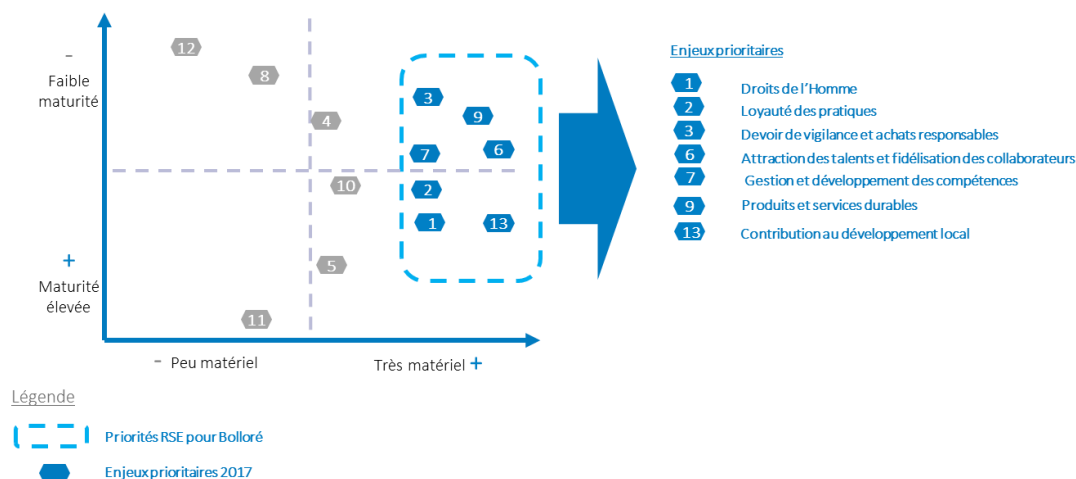 -
Faible
maturité
+
Maturité
élevée
12
8
4
3
9
7
6
10
2
1
13
5
11
- Peu matériel
Très matériel +
Enjeux prioritaires
1 Droits de l'Homme
2 Loyauté des pratiques
3 Devoir de vigilance et achats responsables
6 Attraction des talents et fidélisation des collaborateurs
7 Gestion et développement des compétences
9 Produits et services durables
13 Contribution au développement local
Légende
Priorités RSE pour Bolloré
Enjeux prioritaires 2017